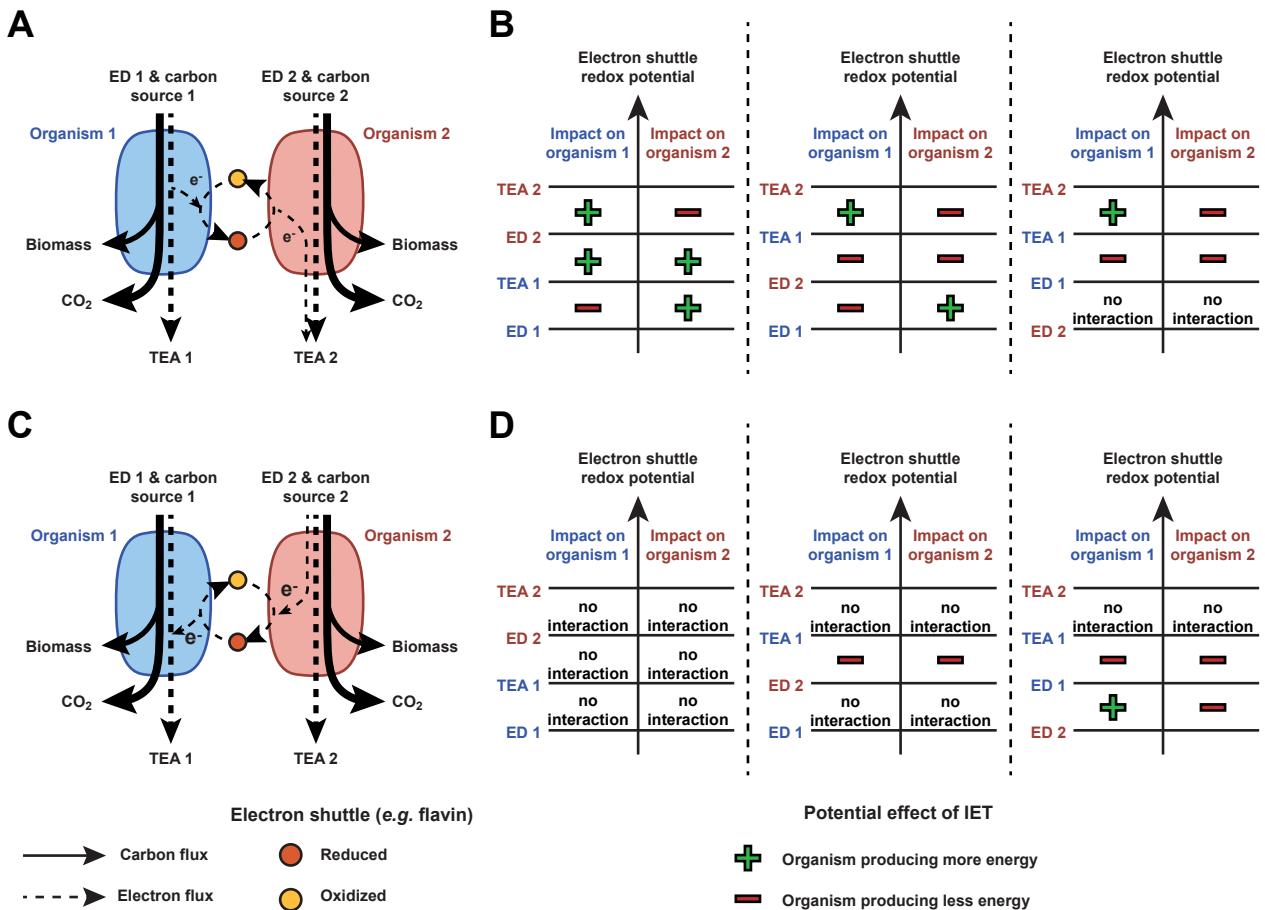 A
ED 1 & carbon
source 1
ED 2 & carbon
source 2
Organism 1
Organism 2
e-
e-
Biomass
Biomass
CO₂
CO₂
TEA 1
TEA 2
B
Electron shuttle
redox potential
Impact on
organism 1
Impact on
organism 2
TEA 2
ED 2
TEA 1
ED 1
Electron shuttle
redox potential
Impact on
organism 1
Impact on
organism 2
TEA 2
TEA 1
ED 2
ED 1
Electron shuttle
redox potential
Impact on
organism 1
Impact on
organism 2
TEA 2
TEA 1
ED 1
no
interaction
no
interaction
ED 2
C
ED 1 & carbon
source 1
ED 2 & carbon
source 2
Organism 1
Organism 2
e-
e-
Biomass
Biomass
CO₂
CO₂
TEA 1
TEA 2
D
Electron shuttle
redox potential
Impact on
organism 1
Impact on
organism 2
TEA 2
no
interaction
no
interaction
ED 2
no
interaction
no
interaction
TEA 1
no
interaction
no
interaction
ED 1
Electron shuttle
redox potential
Impact on
organism 1
Impact on
organism 2
TEA 2
no
interaction
no
interaction
TEA 1
ED 2
no
interaction
no
interaction
ED 1
Electron shuttle
redox potential
Impact on
organism 1
Impact on
organism 2
TEA 2
no
interaction
no
interaction
TEA 1
ED 1
ED 2
Electron shuttle (e.g. flavin)
Carbon flux
Reduced
Electron flux
Oxidized
Potential effect of IET
Organism producing more energy
Organism producing less energy